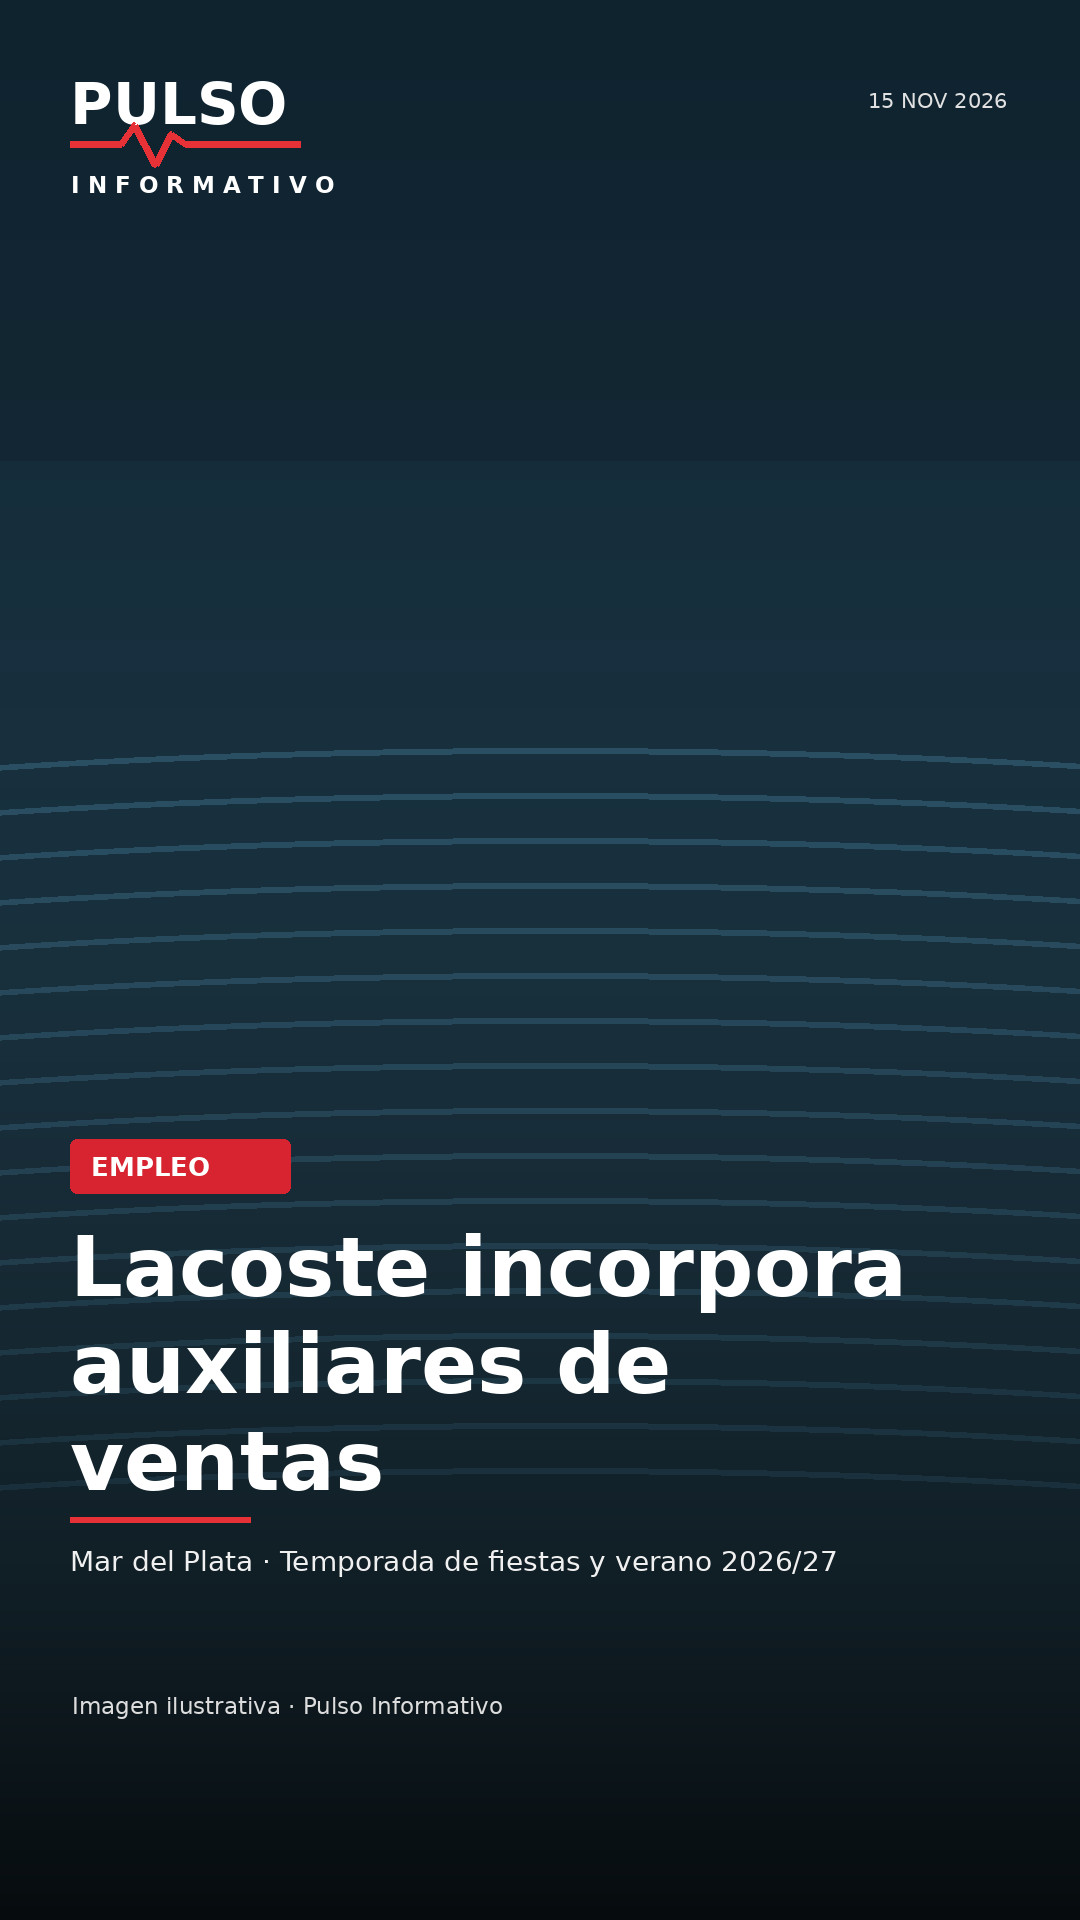 PULSO
INFORMATIVO
15 NOV 2026
EMPLEO
Lacoste incorpora
auxiliares de
ventas
Mar del Plata · Temporada de fiestas y verano 2026/27
Imagen ilustrativa · Pulso Informativo